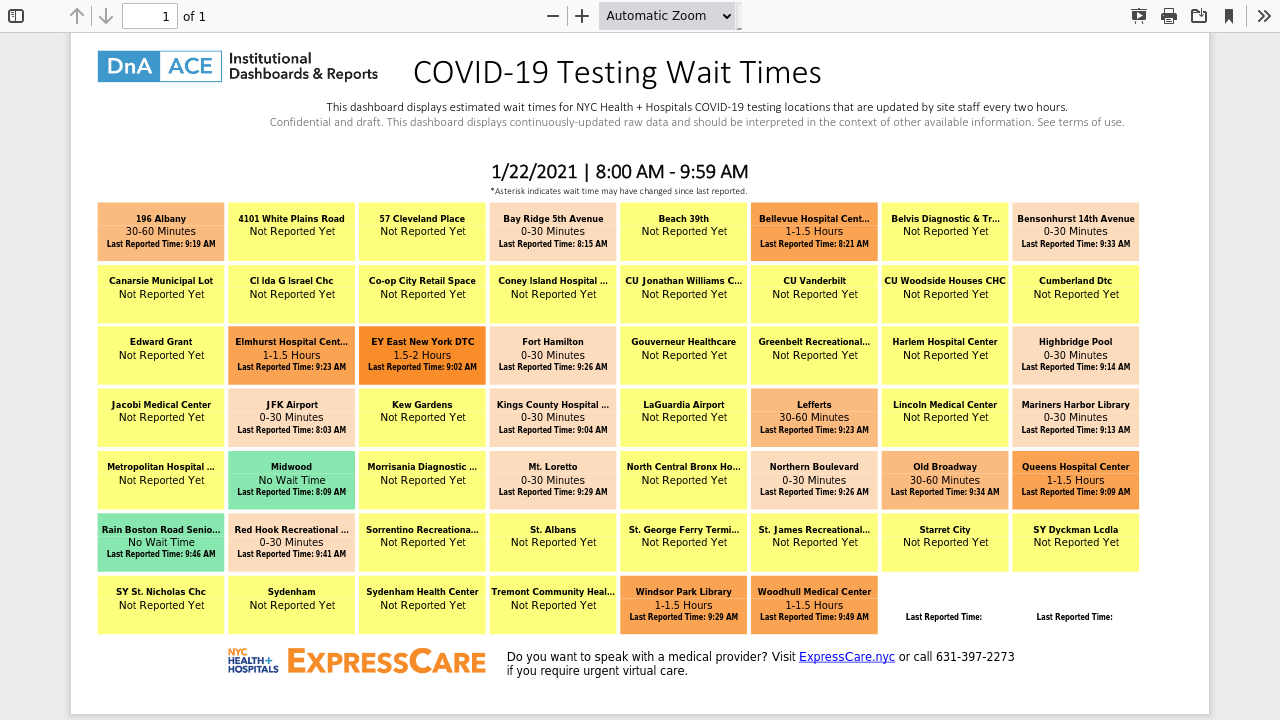 1 of 1 Automatic Zoom
DnA ACE Institutional Dashboards & Reports
COVID-19 Testing Wait Times
This dashboard displays estimated wait times for NYC Health + Hospitals COVID-19 testing locations that are updated by site staff every two hours.
Confidential and draft. This dashboard displays continuously-updated raw data and should be interpreted in the context of other available information. See terms of use.
1/22/2021 | 8:00 AM - 9:59 AM
*Asterisk indicates wait time may have changed since last reported.
196 Albany
30-60 Minutes
Last Reported Time: 9:19 AM
4101 White Plains Road
Not Reported Yet
57 Cleveland Place
Not Reported Yet
Bay Ridge 5th Avenue
0-30 Minutes
Last Reported Time: 8:15 AM
Beach 39th
Not Reported Yet
Bellevue Hospital Cent...
1-1.5 Hours
Last Reported Time: 8:21 AM
Belvis Diagnostic & Tr...
Not Reported Yet
Bensonhurst 14th Avenue
0-30 Minutes
Last Reported Time: 9:33 AM
Canarsie Municipal Lot
Not Reported Yet
Cl Ida G Israel Chc
Not Reported Yet
Co-op City Retail Space
Not Reported Yet
Coney Island Hospital ...
Not Reported Yet
CU Jonathan Williams C...
Not Reported Yet
CU Vanderbilt
Not Reported Yet
CU Woodside Houses CHC
Not Reported Yet
Cumberland Dtc
Not Reported Yet
Edward Grant
Not Reported Yet
Elmhurst Hospital Cent...
1-1.5 Hours
Last Reported Time: 9:23 AM
EY East New York DTC
1.5-2 Hours
Last Reported Time: 9:02 AM
Fort Hamilton
0-30 Minutes
Last Reported Time: 9:26 AM
Gouverneur Healthcare
Not Reported Yet
Greenbelt Recreational...
Not Reported Yet
Harlem Hospital Center
Not Reported Yet
Highbridge Pool
0-30 Minutes
Last Reported Time: 9:14 AM
Jacobi Medical Center
Not Reported Yet
JFK Airport
0-30 Minutes
Last Reported Time: 8:03 AM
Kew Gardens
Not Reported Yet
Kings County Hospital ...
0-30 Minutes
Last Reported Time: 9:04 AM
LaGuardia Airport
Not Reported Yet
Lefferts
30-60 Minutes
Last Reported Time: 9:23 AM
Lincoln Medical Center
Not Reported Yet
Mariners Harbor Library
0-30 Minutes
Last Reported Time: 9:13 AM
Metropolitan Hospital ...
Not Reported Yet
Midwood
No Wait Time
Last Reported Time: 8:09 AM
Morrisania Diagnostic ...
Not Reported Yet
Mt. Loretto
0-30 Minutes
Last Reported Time: 9:29 AM
North Central Bronx Ho...
Not Reported Yet
Northern Boulevard
0-30 Minutes
Last Reported Time: 9:26 AM
Old Broadway
30-60 Minutes
Last Reported Time: 9:34 AM
Queens Hospital Center
1-1.5 Hours
Last Reported Time: 9:09 AM
Rain Boston Road Senio...
No Wait Time
Last Reported Time: 9:46 AM
Red Hook Recreational ...
0-30 Minutes
Last Reported Time: 9:41 AM
Sorrentino Recreationa...
Not Reported Yet
St. Albans
Not Reported Yet
St. George Ferry Termi...
Not Reported Yet
St. James Recreational...
Not Reported Yet
Starret City
Not Reported Yet
SY Dyckman Lcdla
Not Reported Yet
SY St. Nicholas Chc
Not Reported Yet
Sydenham
Not Reported Yet
Sydenham Health Center
Not Reported Yet
Tremont Community Heal...
Not Reported Yet
Windsor Park Library
1-1.5 Hours
Last Reported Time: 9:29 AM
Woodhull Medical Center
1-1.5 Hours
Last Reported Time: 9:49 AM
Last Reported Time:
Last Reported Time:
NYC HEALTH+ HOSPITALS
EXPRESSCARE
Do you want to speak with a medical provider? Visit ExpressCare.nyc or call 631-397-2273
if you require urgent virtual care.